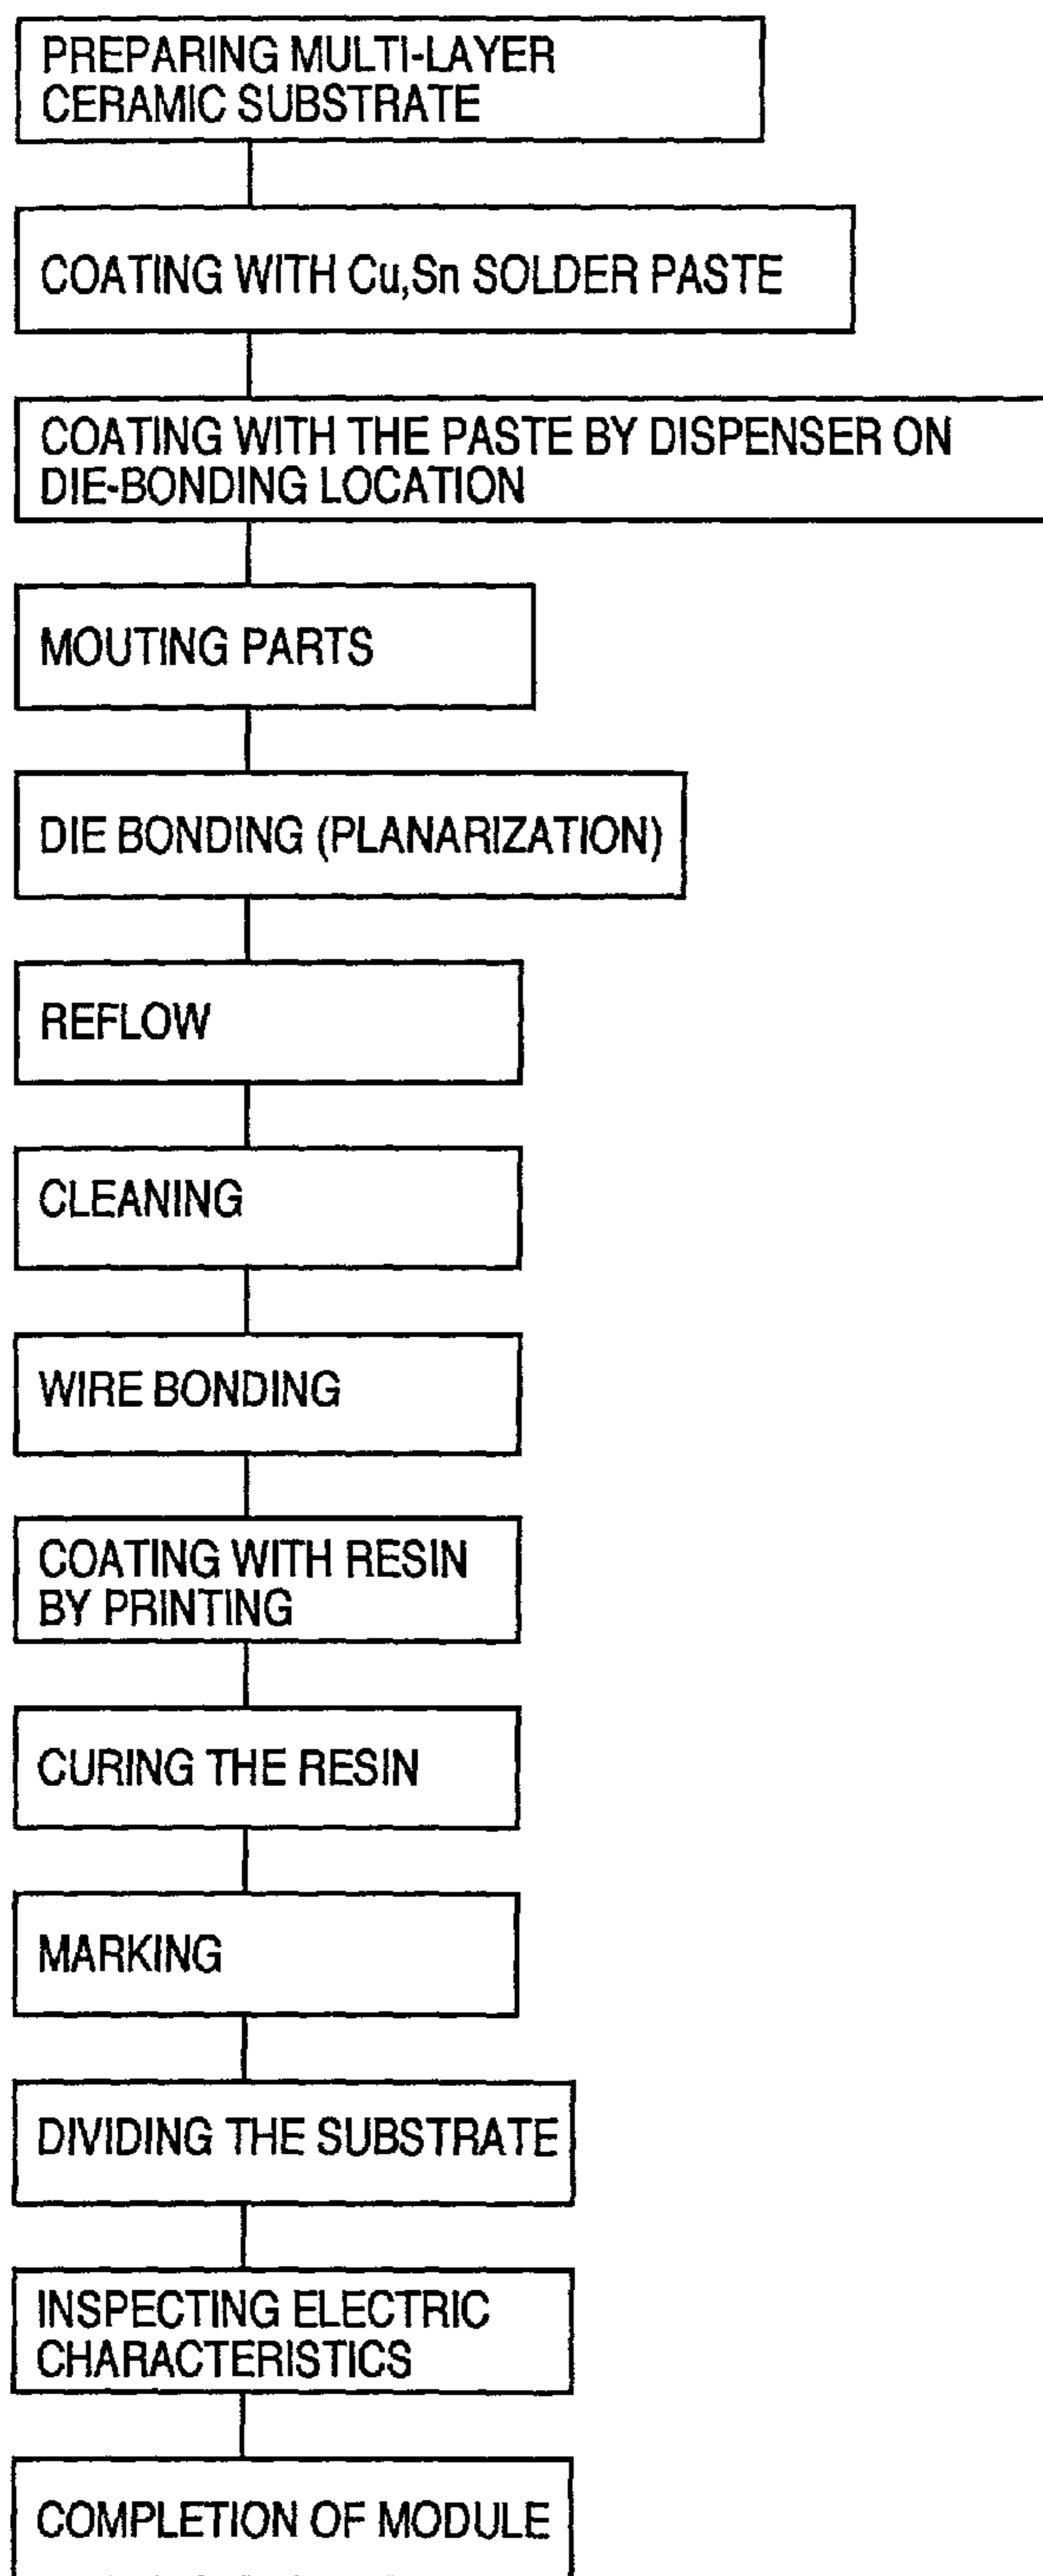 PREPARING MULTI-LAYER
CERAMIC SUBSTRATE
COATING WITH Cu,Sn SOLDER PASTE
COATING WITH THE PASTE BY DISPENSER ON
DIE-BONDING LOCATION
MOUTING PARTS
DIE BONDING (PLANARIZATION)
REFLOW
CLEANING
WIRE BONDING
COATING WITH RESIN
BY PRINTING
CURING THE RESIN
MARKING
DIVIDING THE SUBSTRATE
INSPECTING ELECTRIC
CHARACTERISTICS
COMPLETION OF MODULE